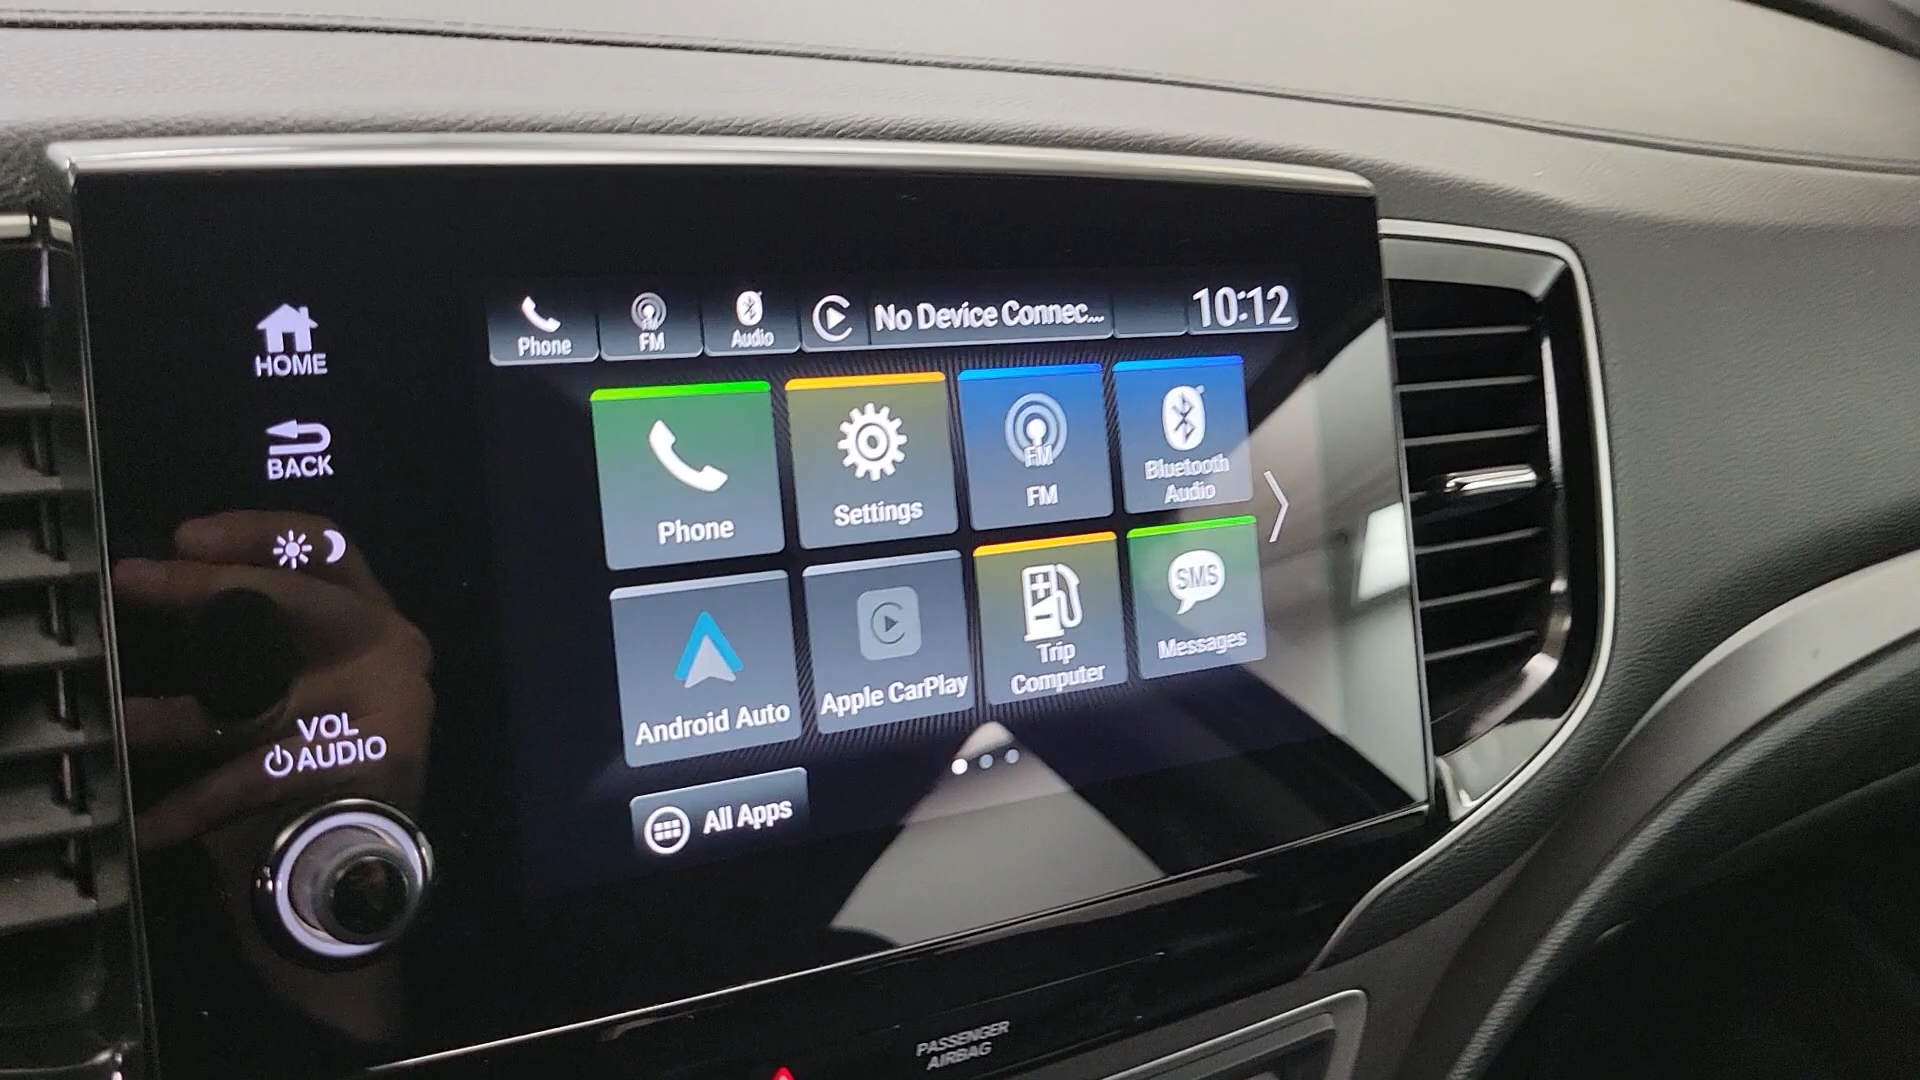 HOME
BACK
VOL
AUDIO
Phone
FM
FM
Audio
No Device Connec...
10:12
Phone
Settings
FM
FM
Bluetooth
Audio
Android Auto
Apple CarPlay
Trip
Computer
SMS
Messages
All Apps
PASSENGER
AIRBAG